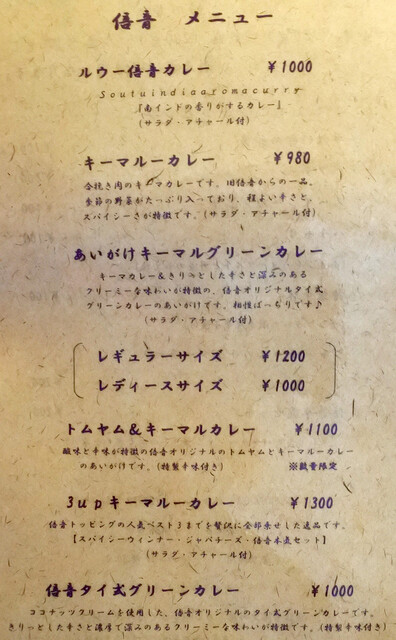 倍音 メニュー
ルウー倍音カレー ¥1000
Soutuindiaaromacurry
『南インドの香りがするカレー』
(サラダ・アチャール付)
キーマルーカレー ¥980
合挽き肉のキーマカレーです。旧倍音からの一品。
季節の野菜がたっぷり入っており、程よい辛さと、
スパイシーさが特徴です。(サラダ・アチャール付)
あいがけキーマルグリーンカレー
キーマカレー&きりっとした辛さと深みのある
クリーミーな味わいが特徴の、倍音オリジナルタイ式
グリーンカレーのあいがけです。相性ばっちりです♪
(サラダ・アチャール付)
レギュラーサイズ ¥1200
レディースサイズ ¥1000
トムヤム&キーマルカレー ¥1100
酸味と辛味が特徴の倍音オリジナルのトムヤムとキーマルーカレー
のあいがけです。(特製辛味付き) ※数量限定
3upキーマルーカレー ¥1300
倍音トッピングの人気ベスト3までを贅沢に全部乗せした逸品です。
【スパイシーウィンナー・ジャパチーズ・倍音本気セット】
(サラダ・アチャール付)
倍音タイ式グリーンカレー ¥1000
ココナッツクリームを使用した、倍音オリジナルのタイ式グリーンカレーです。
きりっとした辛さと濃厚で深みのあるクリーミーな味わいが特徴です。(特製辛味付き)